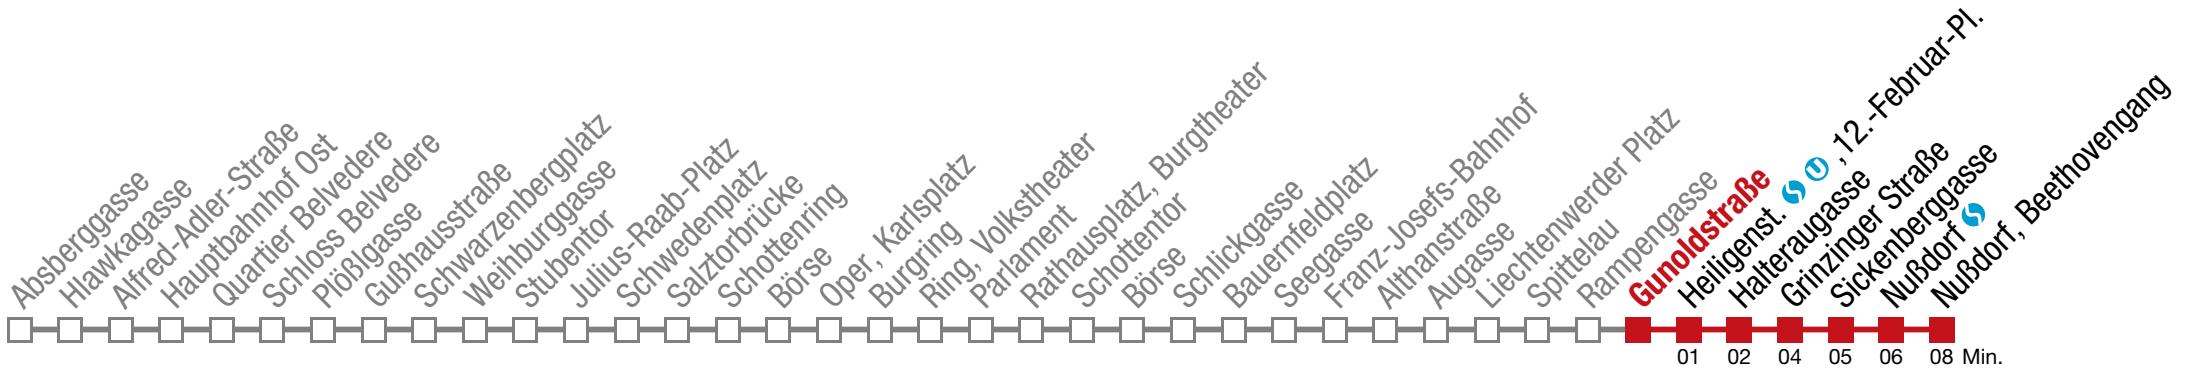 Absberggasse
Hlawkagasse
Alfred-Adler-Straße
Hauptbahnhof Ost
Quartier Belvedere
Schloss Belvedere
Plößlgasse
Gußhausstraße
Schwarzenbergplatz
Weihburggasse
Stubentor
Julius-Raab-Platz
Schwedenplatz
Salztorbrücke
Schottenring
Börse
Oper, Karlsplatz
Burgring
Ring, Volkstheater
Parlament
Rathausplatz, Burgtheater
Schottentor
Börse
Schlickgasse
Bauernfeldplatz
Seegasse
Franz-Josefs-Bahnhof
Althanstraße
Augasse
Liechtenwerder Platz
Spittelau
Rampengasse
Gunoldstraße
Heiligenst. S U , 12.-Februar-Pl.
Halteraugasse
Grinzinger Straße
Sickenberggasse
Nußdorf S
Nußdorf, Beethovengang
01 02 04 05 06 08 Min.